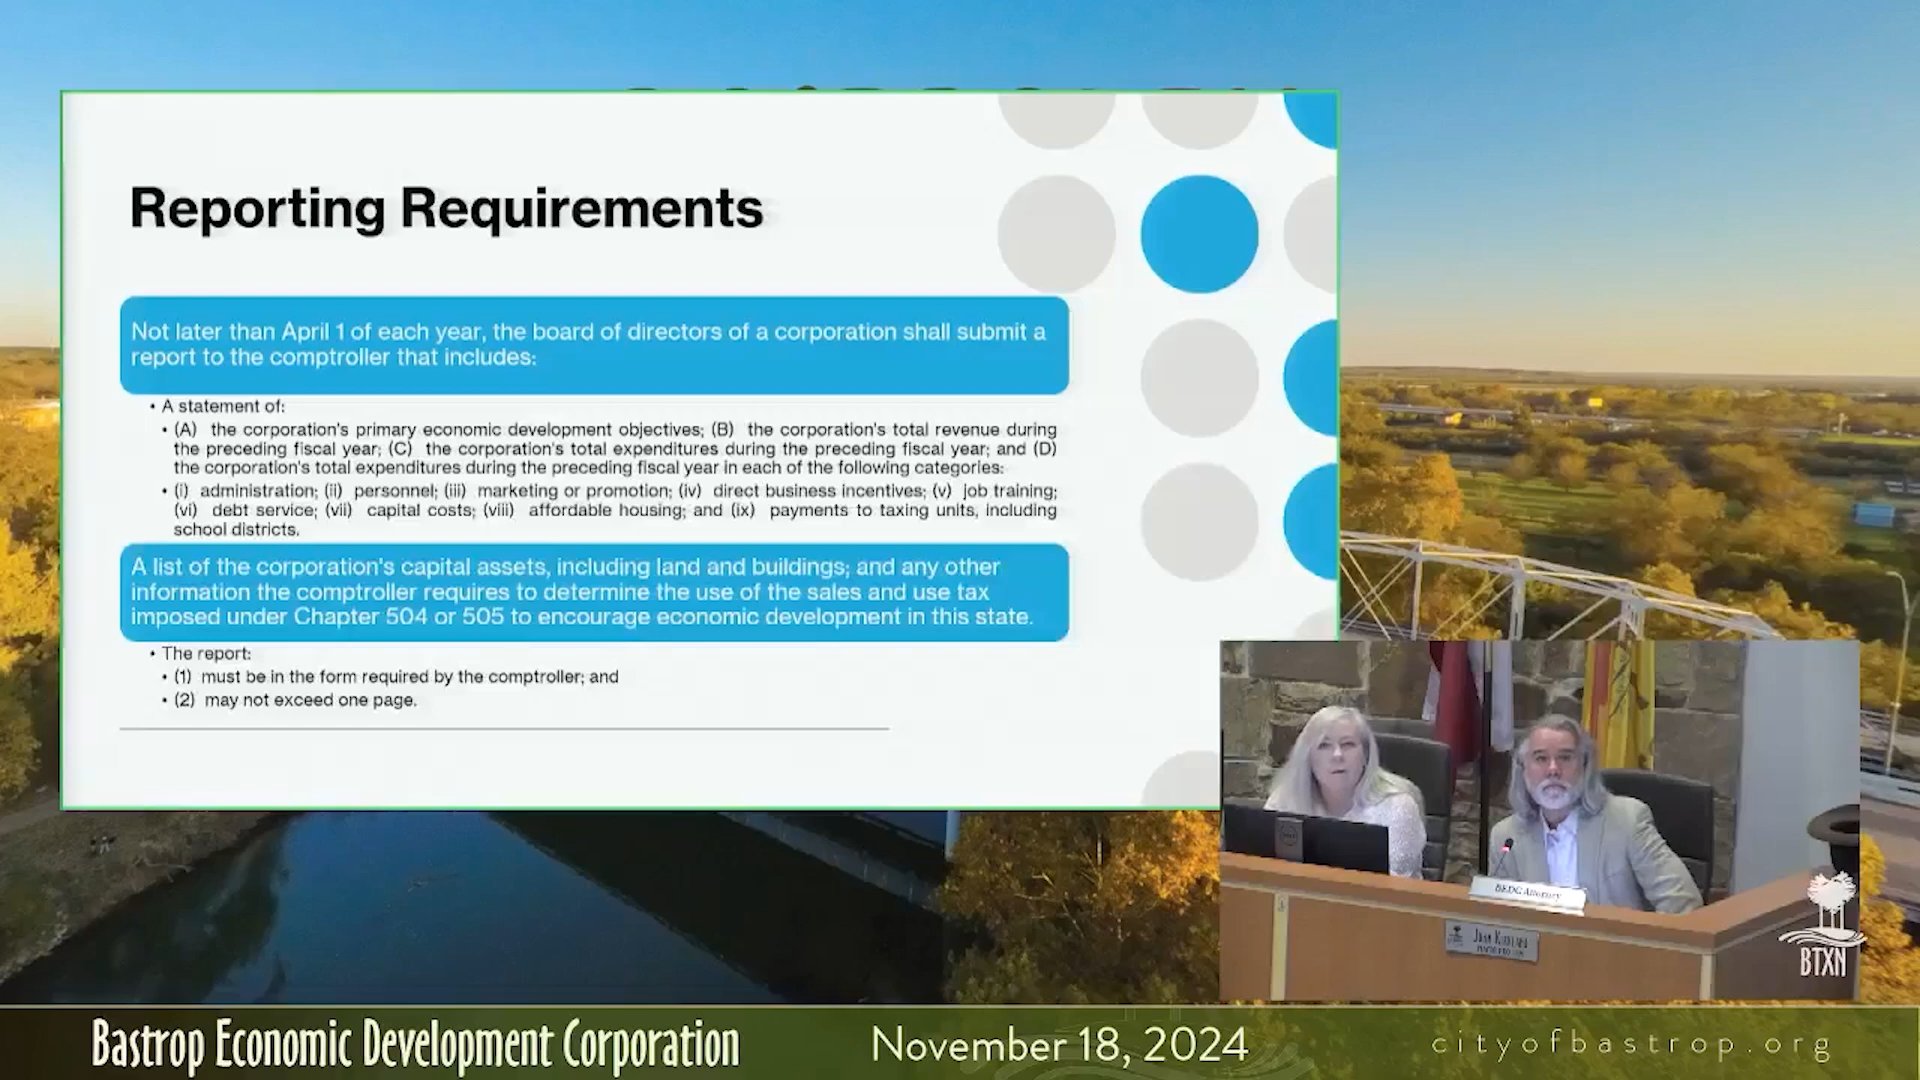 Reporting Requirements
Not later than April 1 of each year, the board of directors of a corporation shall submit a
report to the comptroller that includes:
• A statement of:
• (A) the corporation's primary economic development objectives; (B) the corporation's total revenue during
the preceding fiscal year; (C) the corporation's total expenditures during the preceding fiscal year; and (D)
the corporation's total expenditures during the preceding fiscal year in each of the following categories:
• (i) administration; (ii) personnel; (iii) marketing or promotion; (iv) direct business incentives; (v) job training;
(vi) debt service; (vii) capital costs; (viii) affordable housing; and (ix) payments to taxing units, including
school districts.
A list of the corporation's capital assets, including land and buildings; and any other
information the comptroller requires to determine the use of the sales and use tax
imposed under Chapter 504 or 505 to encourage economic development in this state.
• The report:
• (1) must be in the form required by the comptroller; and
• (2) may not exceed one page.
BEDC Attorney
John Kirkland
BTXN
Bastrop Economic Development Corporation
November 18, 2024
cityofbastrop.org